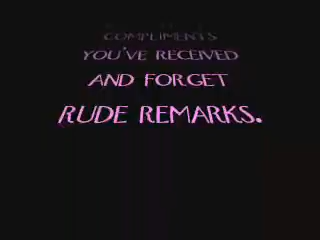 COMPLIMENTS
YOU'VE RECEIVED
AND FORGET
RUDE REMARKS.